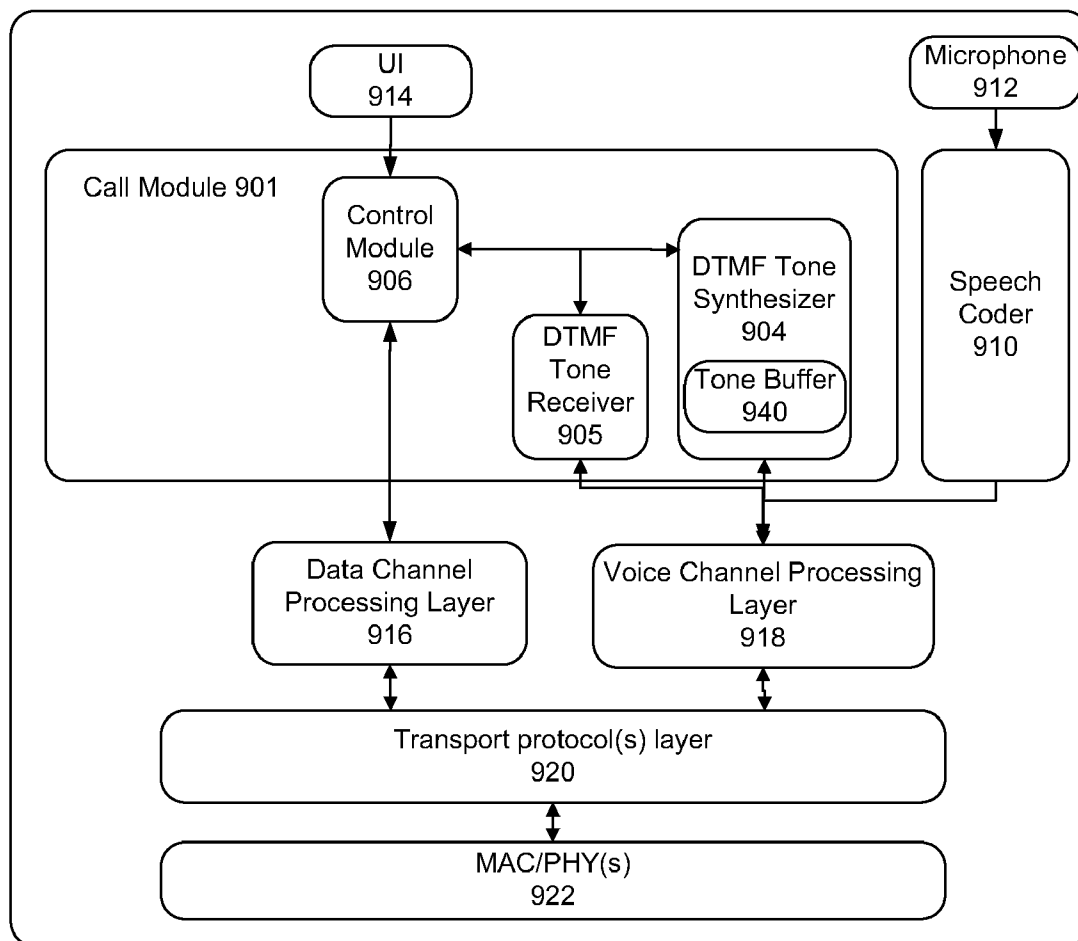 UI
914
Microphone
912
Call Module 901
Control
Module
906
DTMF Tone
Synthesizer
904
Tone Buffer
940
DTMF
Tone
Receiver
905
Speech
Coder
910
Data Channel
Processing Layer
916
Voice Channel Processing
Layer
918
Transport protocol(s) layer
920
MAC/PHY(s)
922